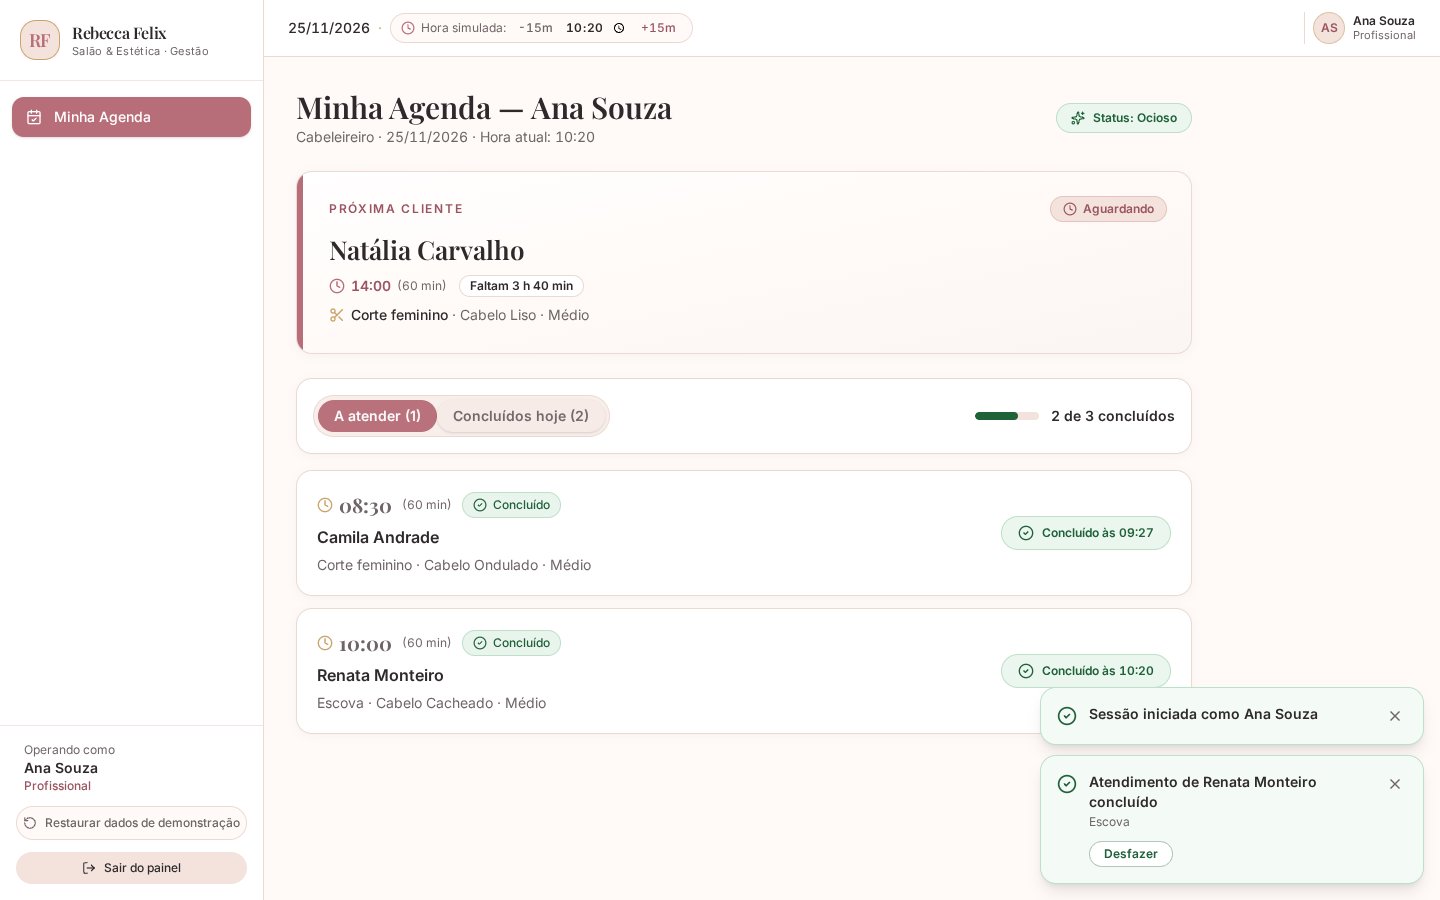 RF
Rebecca Felix
Salão & Estética · Gestão
Minha Agenda
Operando como
Ana Souza
Profissional
Restaurar dados de demonstração
Sair do painel
25/11/2026 · Hora simulada: -15m 10:20 +15m
AS
Ana Souza
Profissional
Minha Agenda — Ana Souza
Cabeleireiro · 25/11/2026 · Hora atual: 10:20
Status: Ocioso
PRÓXIMA CLIENTE
Aguardando
Natália Carvalho
14:00 (60 min) Faltam 3 h 40 min
Corte feminino · Cabelo Liso · Médio
A atender (1) Concluídos hoje (2) 2 de 3 concluídos
08:30 (60 min) Concluído
Camila Andrade
Corte feminino · Cabelo Ondulado · Médio
Concluído às 09:27
10:00 (60 min) Concluído
Renata Monteiro
Escova · Cabelo Cacheado · Médio
Concluído às 10:20
Sessão iniciada como Ana Souza
Atendimento de Renata Monteiro
concluído
Escova
Desfazer